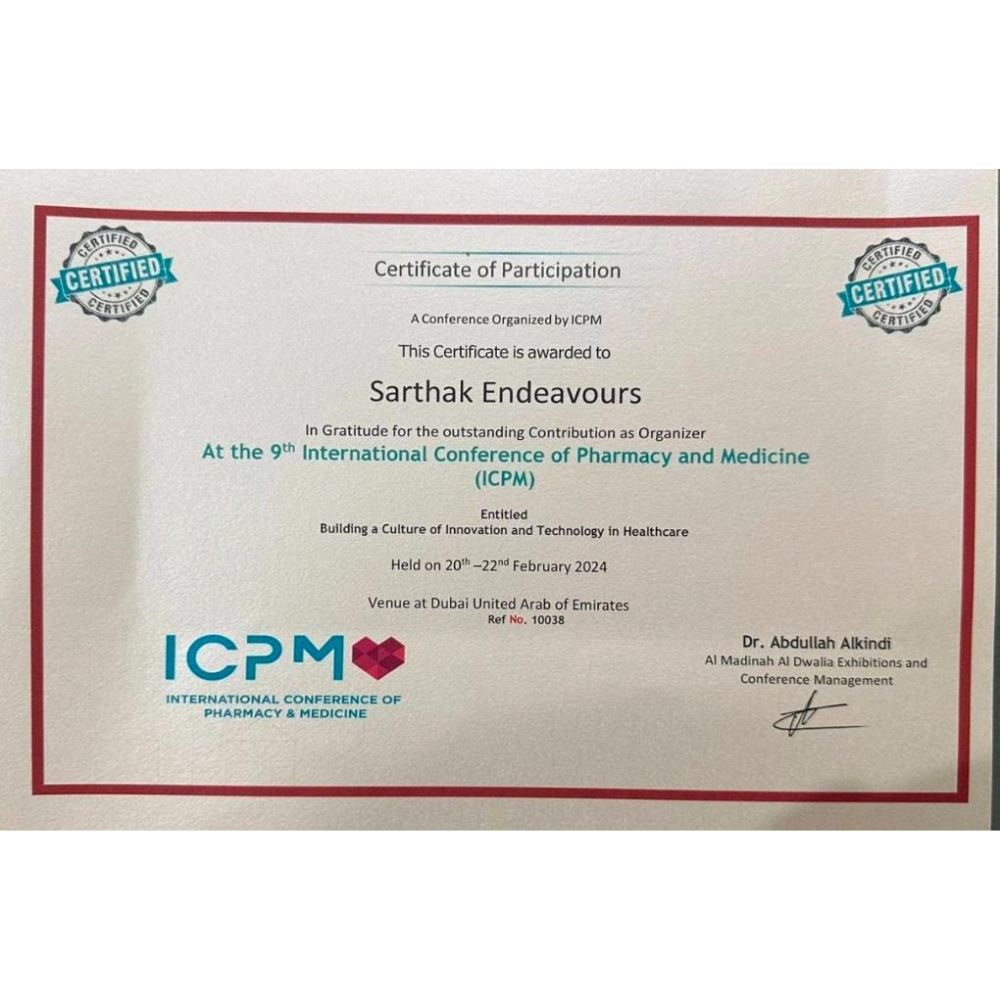 CERTIFIED
CERTIFIED
CERTIFIED
CERTIFIED
CERTIFIED
CERTIFIED
Certificate of Participation
A Conference Organized by ICPM
This Certificate is awarded to
Sarthak Endeavours
In Gratitude for the outstanding Contribution as Organizer
At the 9th International Conference of Pharmacy and Medicine
(ICPM)
Entitled
Building a Culture of Innovation and Technology in Healthcare
Held on 20th –22nd February 2024
Venue at Dubai United Arab of Emirates
Ref No. 10038
ICPM
INTERNATIONAL CONFERENCE OF
PHARMACY & MEDICINE
Dr. Abdullah Alkindi
Al Madinah Al Dwalia Exhibitions and
Conference Management